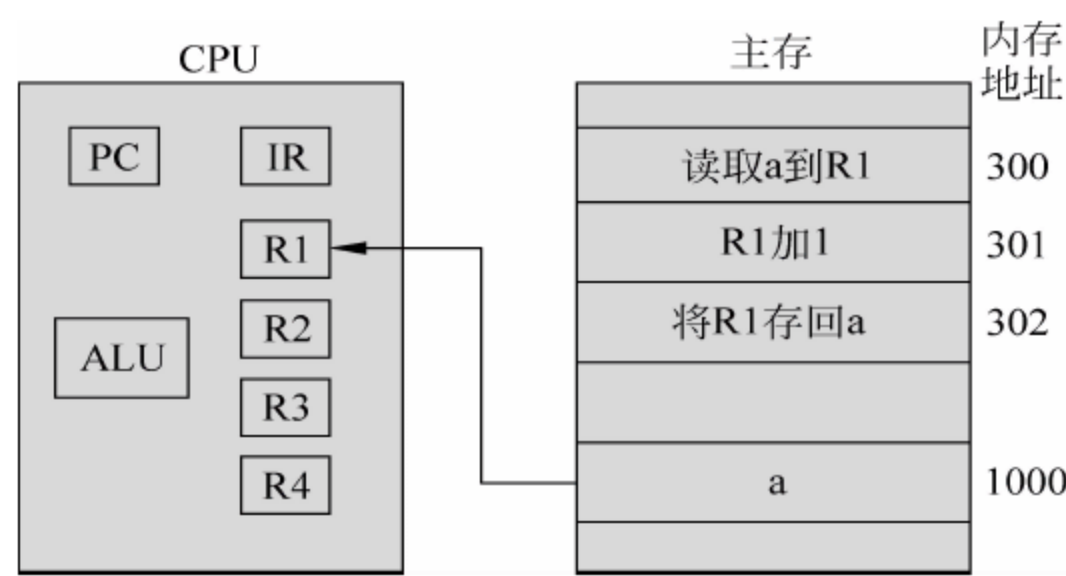 CPU
主存
内存
地址
PC
IR
读取a到R1
300
R1
R1加1
301
R2
将R1存回a
302
ALU
R3
R4
a
1000